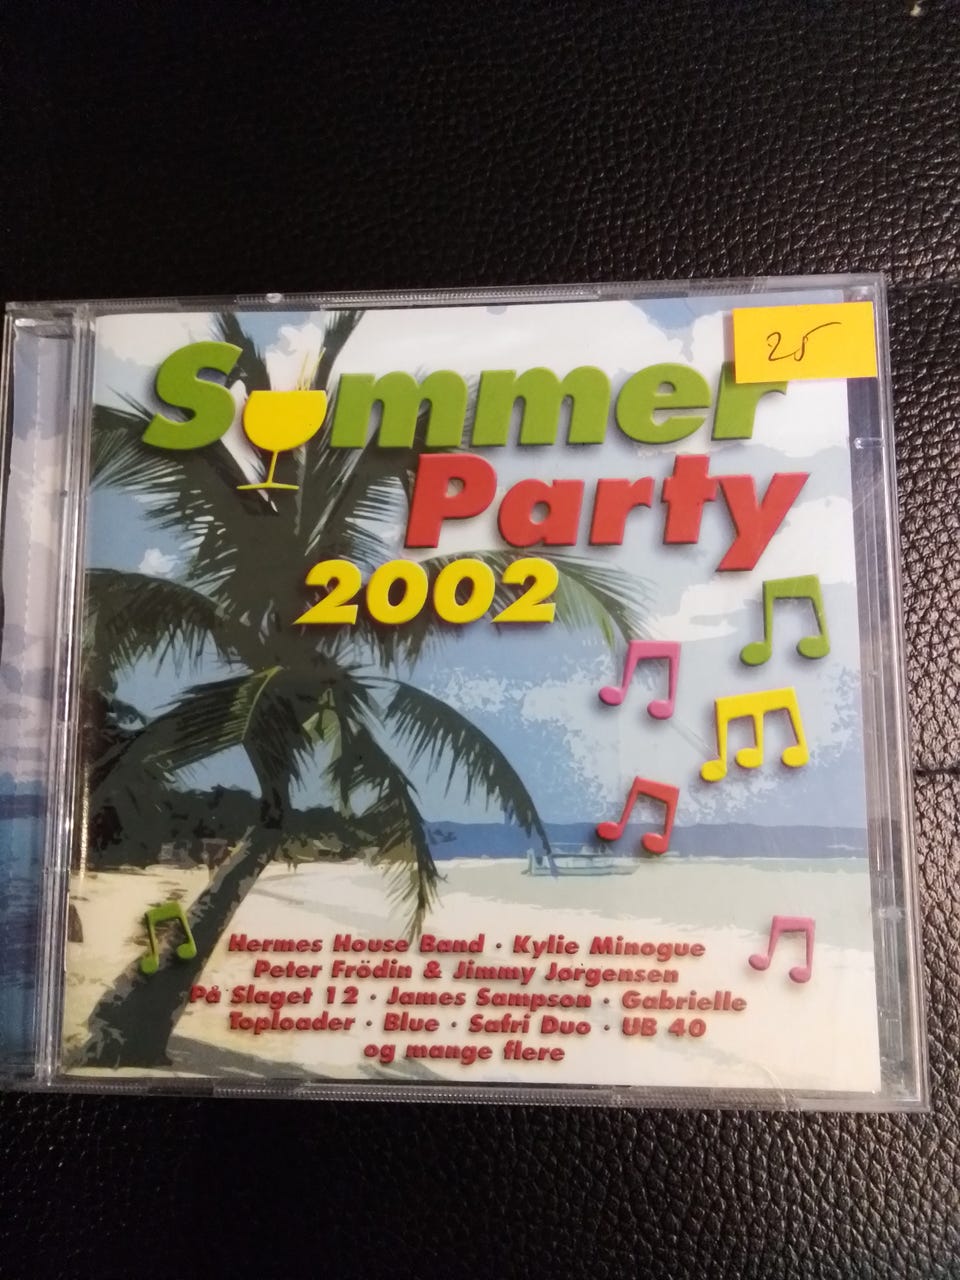 25
Summer
Party
2002
Hermes House Band · Kylie Minogue
Peter Frödin & Jimmy Jørgensen
På Slaget 12 · James Sampson · Gabrielle
Toploader · Blue · Safri Duo · UB 40
og mange flere